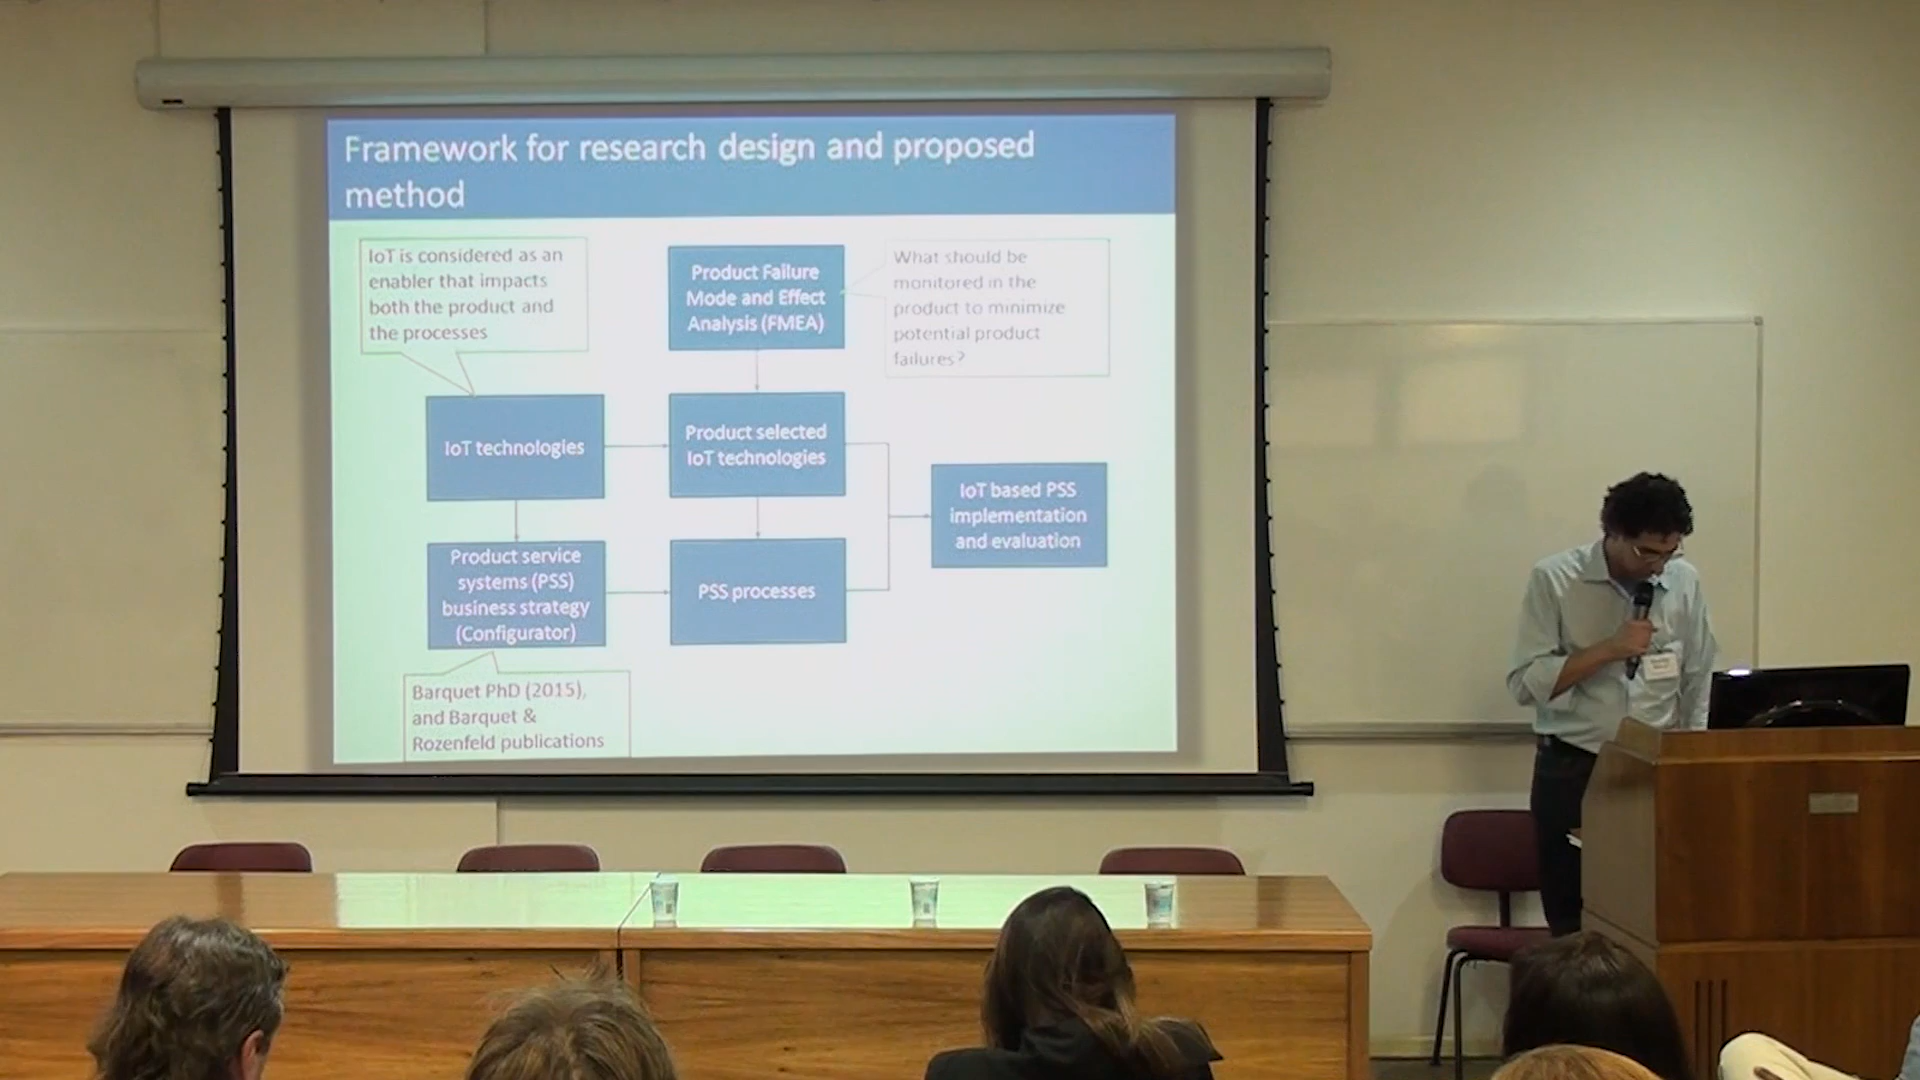 Framework for research design and proposed
method
IoT is considered as an
enabler that impacts
both the product and
the processes
Product Failure
Mode and Effect
Analysis (FMEA)
What should be
monitored in the
product to minimize
potential product
failures?
IoT technologies
Product selected
IoT technologies
IoT based PSS
implementation
and evaluation
Product service
systems (PSS)
business strategy
(Configurator)
PSS processes
Barquet PhD (2015),
and Barquet &
Rozenfeld publications